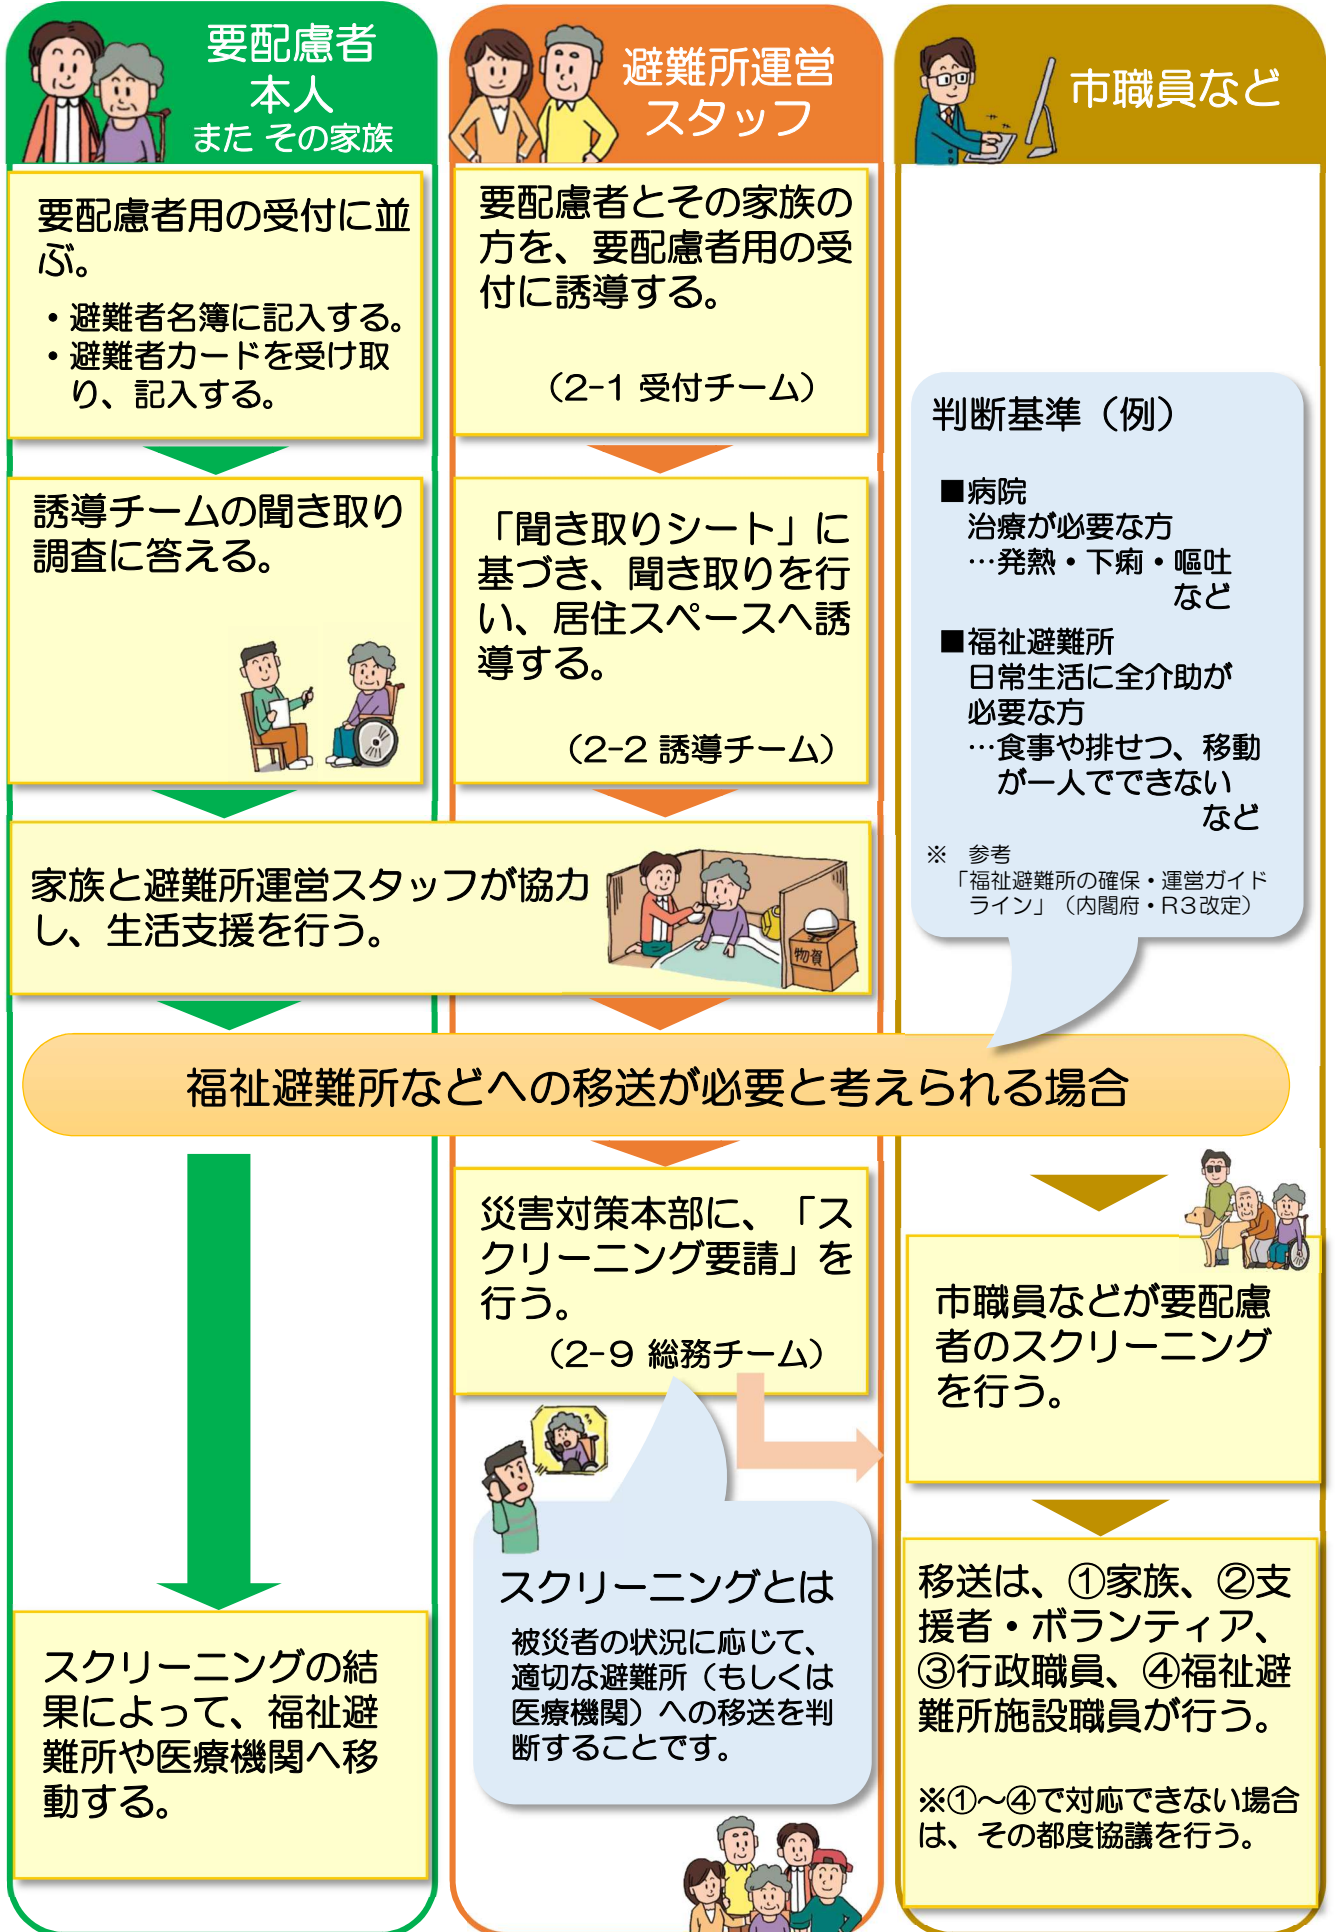 要配慮者
本人
また その家族
要配慮者用の受付に並
ぶ。
・避難者名簿に記入する。
・避難者カードを受け取
り、記入する。
誘導チームの聞き取り
調査に答える。
避難所運営
スタッフ
要配慮者とその家族の
方を、要配慮者用の受
付に誘導する。
（2-1 受付チーム）
「聞き取りシート」に
基づき、聞き取りを行
い、居住スペースへ誘
導する。
（2-2 誘導チーム）
家族と避難所運営スタッフが協力
し、生活支援を行う。
物資
市職員など
判断基準（例）
■病院
治療が必要な方
…発熱・下痢・嘔吐
など
■福祉避難所
日常生活に全介助が
必要な方
…食事や排せつ、移動
が一人でできない
など
※　参考
「福祉避難所の確保・運営ガイド
ライン」（内閣府・R3改定）
福祉避難所などへの移送が必要と考えられる場合
スクリーニングの結
果によって、福祉避
難所や医療機関へ移
動する。
災害対策本部に、「ス
クリーニング要請」を
行う。
（2-9 総務チーム）
スクリーニングとは
被災者の状況に応じて、
適切な避難所（もしくは
医療機関）への移送を判
断することです。
市職員などが要配慮
者のスクリーニング
を行う。
移送は、①家族、②支
援者・ボランティア、
③行政職員、④福祉避
難所施設職員が行う。
※①～④で対応できない場合
は、その都度協議を行う。